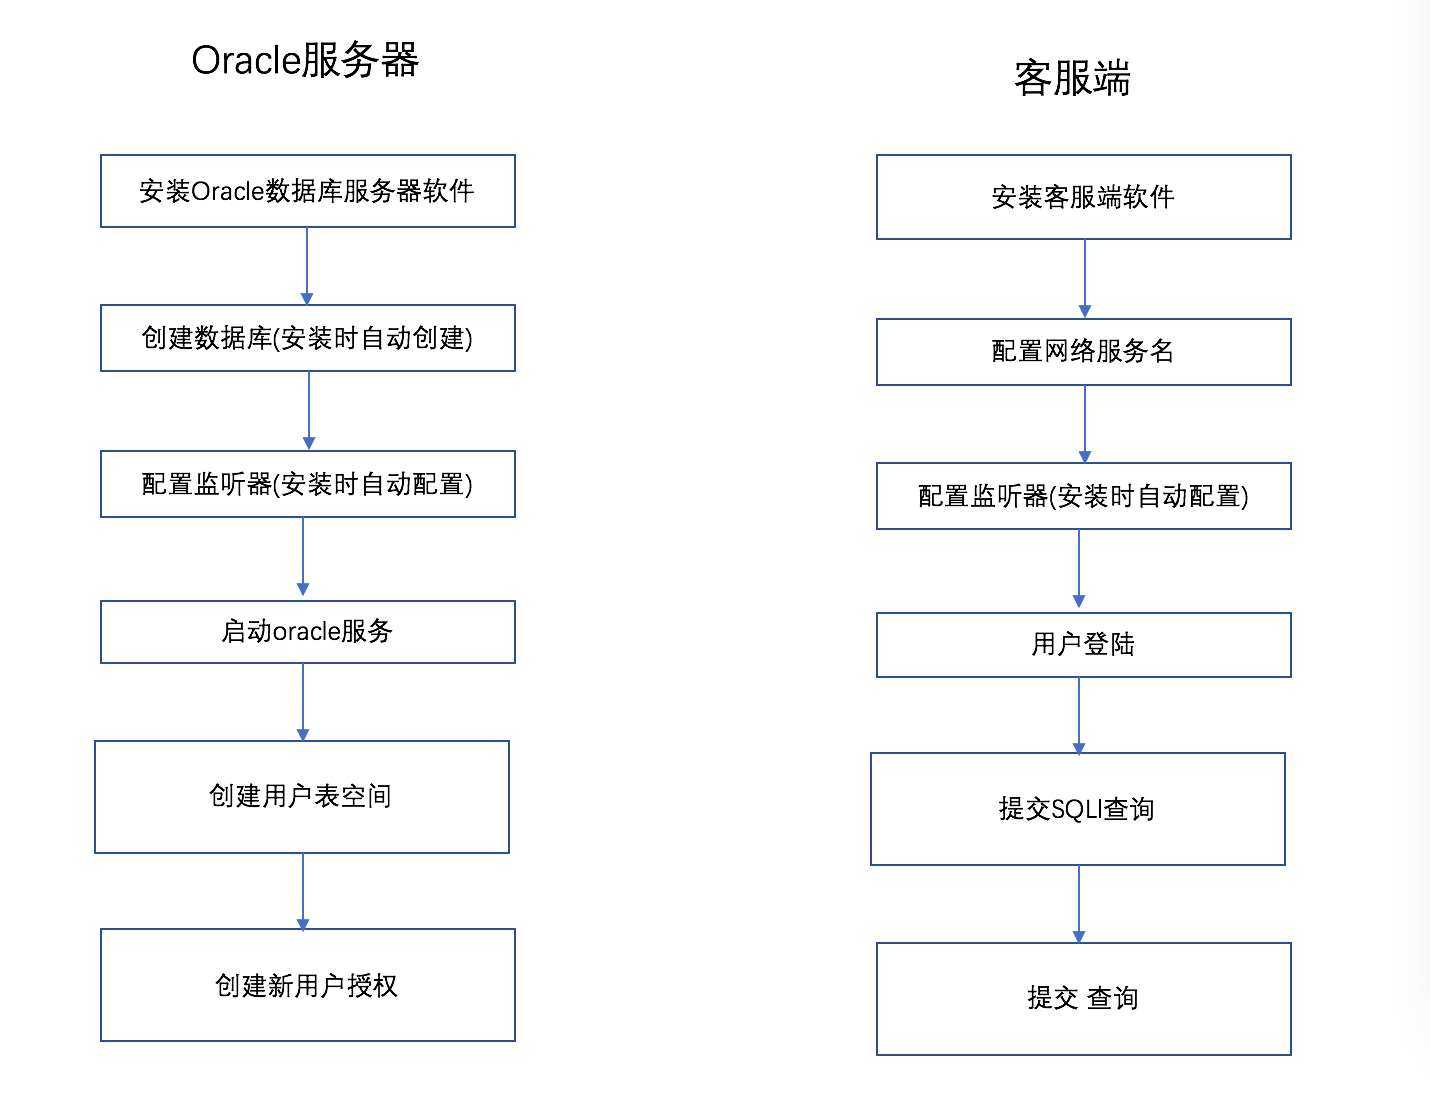 Oracle服务器
安装Oracle数据库服务器软件
创建数据库(安装时自动创建)
配置监听器(安装时自动配置)
启动oracle服务
创建用户表空间
创建新用户授权
客服端
安装客服端软件
配置网络服务名
配置监听器(安装时自动配置)
用户登陆
提交SQLl查询
提交 查询